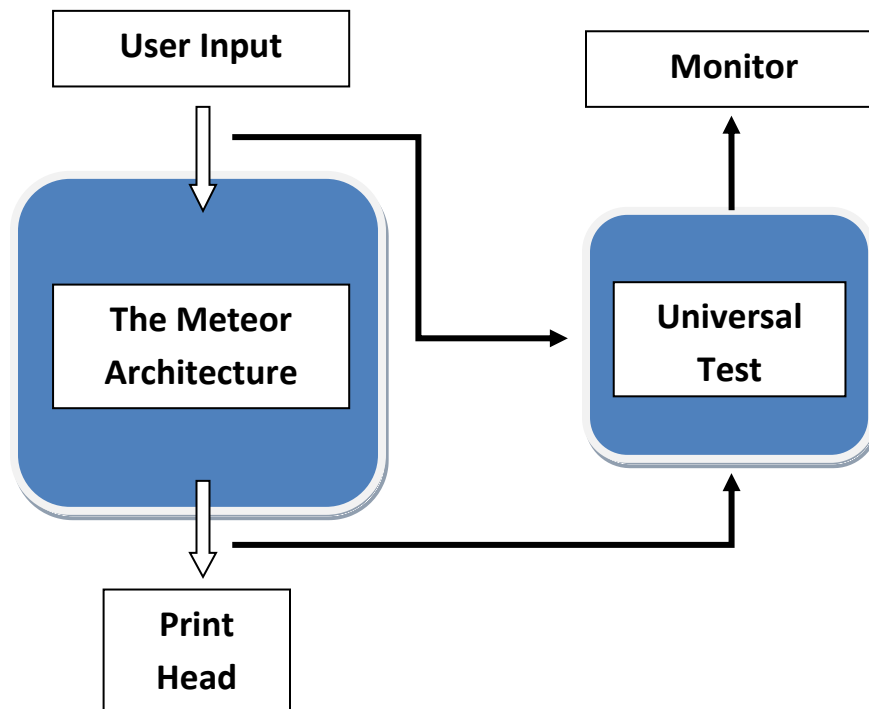 User Input
Monitor
The Meteor
Architecture
Universal
Test
Print
Head